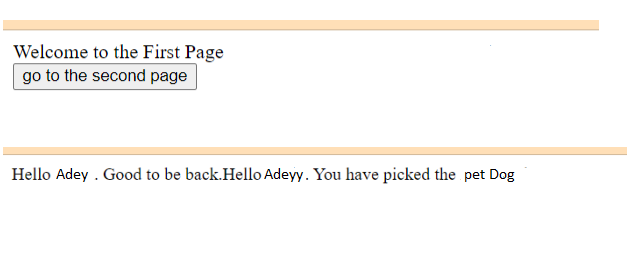 Welcome to the First Page
go to the second page
Hello Adey . Good to be back.Hello Adeyy. You have picked the pet Dog